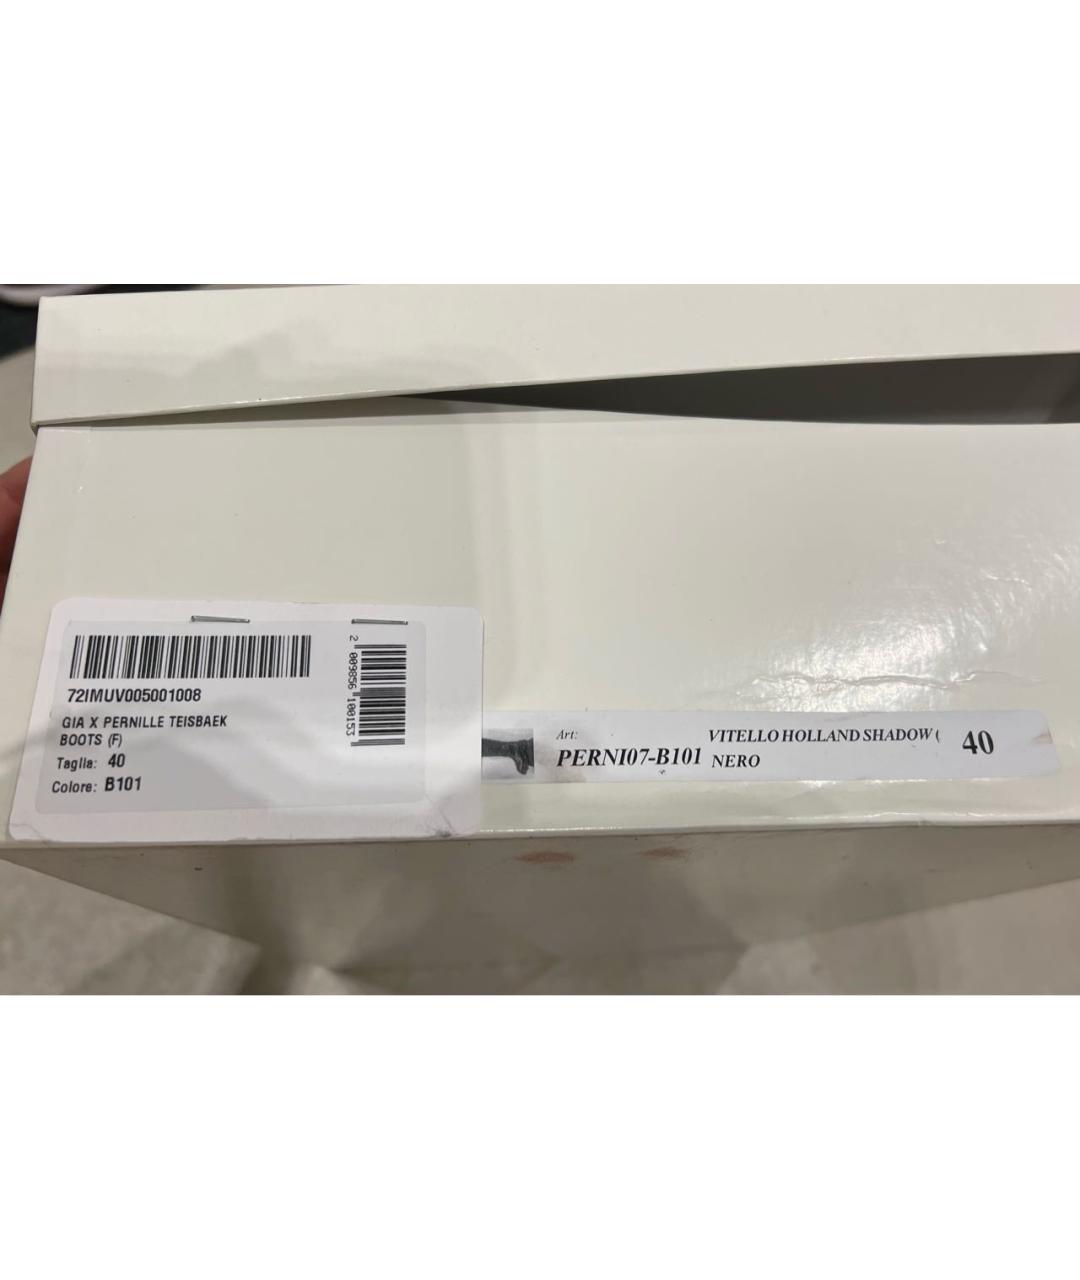 72IMUV005001008
GIA X PERNILLE TEISBAEK
BOOTS (F)
Taglia: 40
Colore: B101
2 009856 100153
Art:
PERNI07-B101
VITELLO HOLLAND SHADOW (
NERO
40